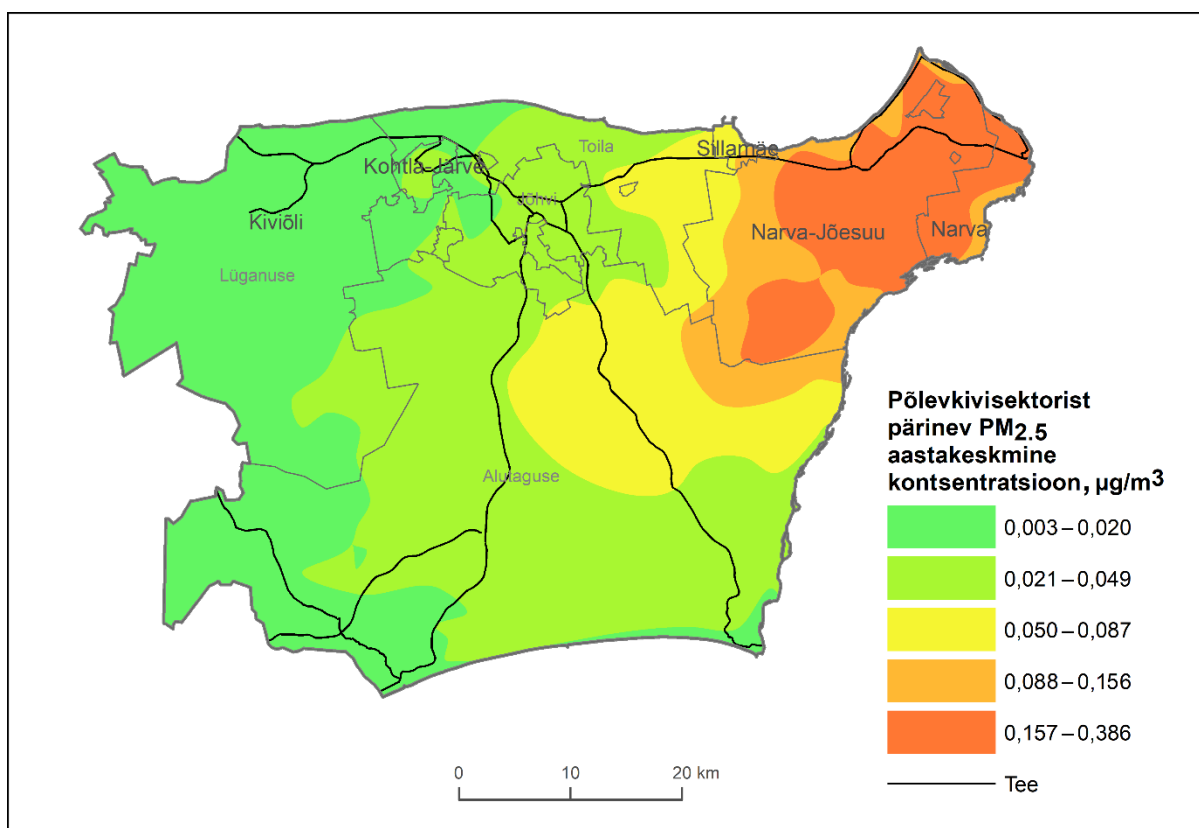 Toila
Sillamäe
Kohtla-Järve
Jõhvi
Kiviõli
Narva-Jõesuu
Narva
Lüganuse
Alutaguse
Põlevkivisektorist
pärinev PM2.5
aastakeskmine
kontsentratsioon, µg/m³
0,003–0,020
0,021–0,049
0,050–0,087
0,088–0,156
0,157–0,386
Tee
0 10 20 km